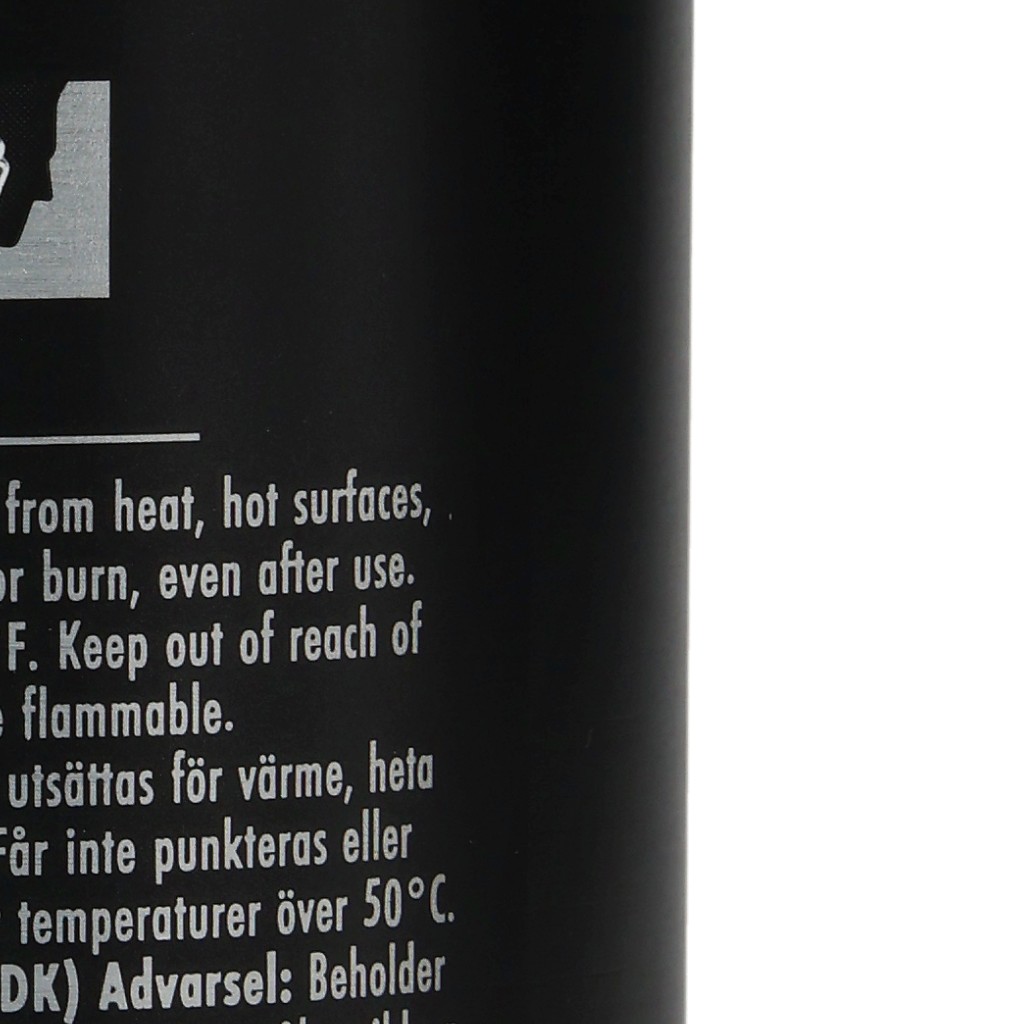 from heat, hot surfaces,
or burn, even after use.
F. Keep out of reach of
flammable.
utsättas för värme, heta
Får inte punkteras eller
temperaturer över 50°C.
DK) Advarsel: Beholder